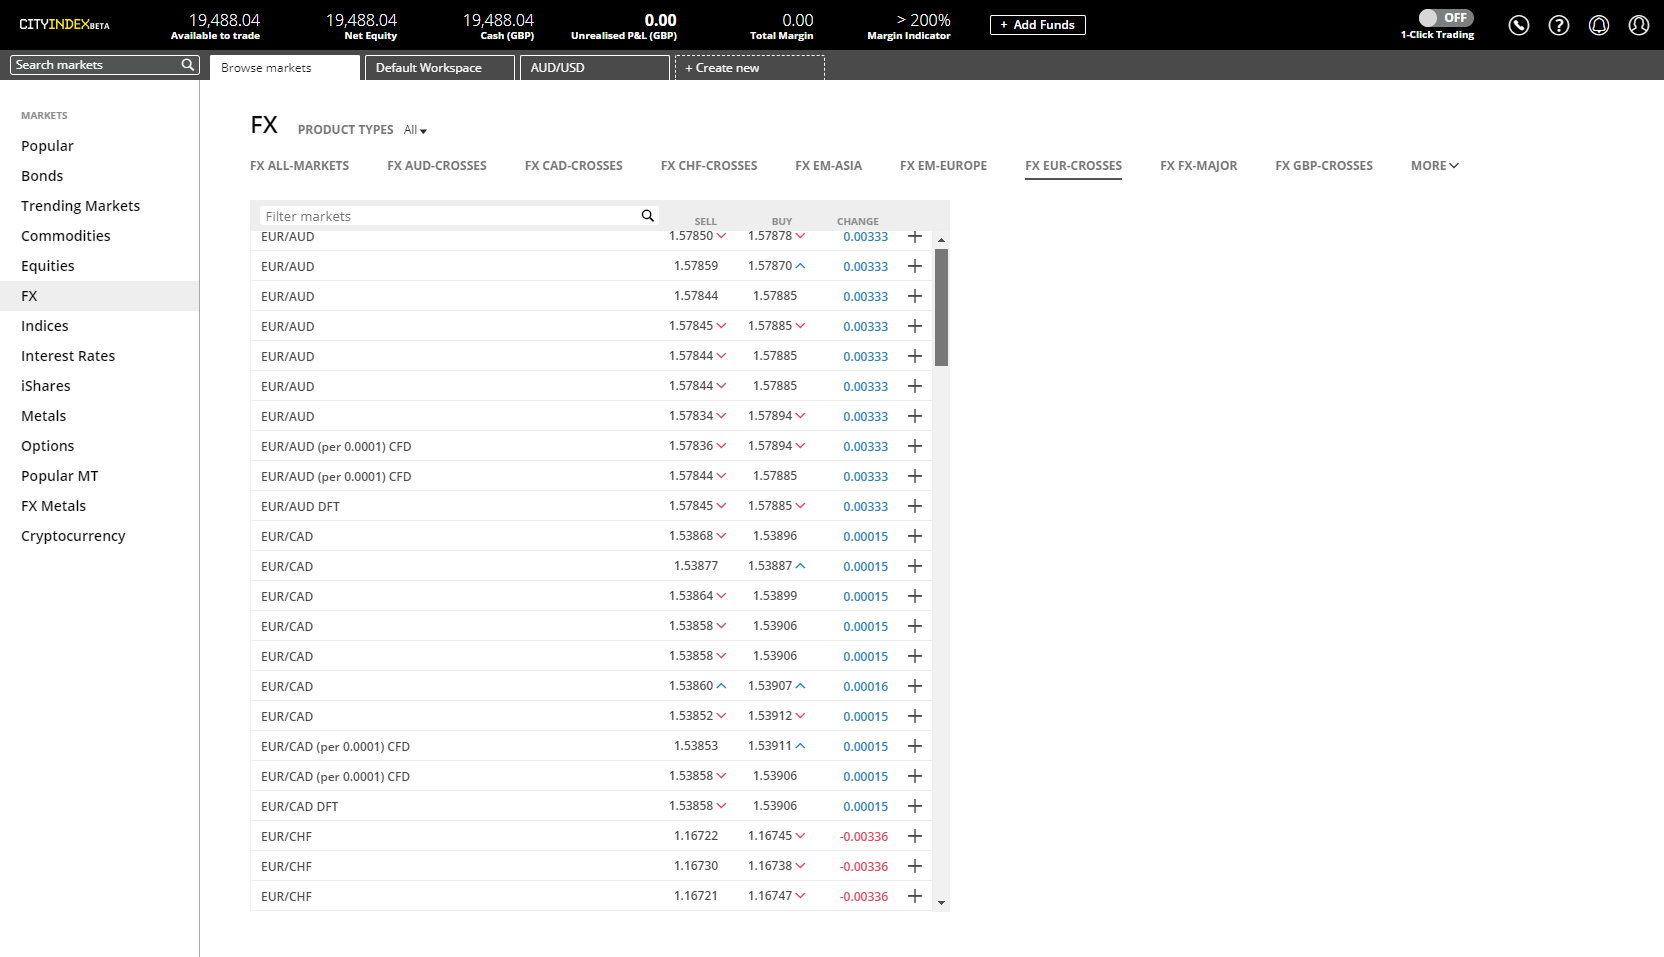 CITYINDEXBETA
19,488.04
Available to trade
19,488.04
Net Equity
19,488.04
Cash (GBP)
0.00
Unrealised P&L (GBP)
0.00
Total Margin
> 200%
Margin Indicator
+ Add Funds
OFF
1-Click Trading
Search markets
Browse markets
Default Workspace
AUD/USD
+ Create new
MARKETS
Popular
Bonds
Trending Markets
Commodities
Equities
FX
Indices
Interest Rates
iShares
Metals
Options
Popular MT
FX Metals
Cryptocurrency
FX PRODUCT TYPES All
FX ALL-MARKETS FX AUD-CROSSES FX CAD-CROSSES FX CHF-CROSSES FX EM-ASIA FX EM-EUROPE FX EUR-CROSSES FX FX-MAJOR FX GBP-CROSSES MORE
Filter markets SELL BUY CHANGE
EUR/AUD 1.57850 1.57878 0.00333 +
EUR/AUD 1.57859 1.57870 0.00333 +
EUR/AUD 1.57844 1.57885 0.00333 +
EUR/AUD 1.57845 1.57885 0.00333 +
EUR/AUD 1.57844 1.57885 0.00333 +
EUR/AUD 1.57844 1.57885 0.00333 +
EUR/AUD 1.57834 1.57894 0.00333 +
EUR/AUD (per 0.0001) CFD 1.57836 1.57894 0.00333 +
EUR/AUD (per 0.0001) CFD 1.57844 1.57885 0.00333 +
EUR/AUD DFT 1.57845 1.57885 0.00333 +
EUR/CAD 1.53868 1.53896 0.00015 +
EUR/CAD 1.53877 1.53887 0.00015 +
EUR/CAD 1.53864 1.53899 0.00015 +
EUR/CAD 1.53858 1.53906 0.00015 +
EUR/CAD 1.53858 1.53906 0.00015 +
EUR/CAD 1.53860 1.53907 0.00016 +
EUR/CAD 1.53852 1.53912 0.00015 +
EUR/CAD (per 0.0001) CFD 1.53853 1.53911 0.00015 +
EUR/CAD (per 0.0001) CFD 1.53858 1.53906 0.00015 +
EUR/CAD DFT 1.53858 1.53906 0.00015 +
EUR/CHF 1.16722 1.16745 -0.00336 +
EUR/CHF 1.16730 1.16738 -0.00336 +
EUR/CHF 1.16721 1.16747 -0.00336 +